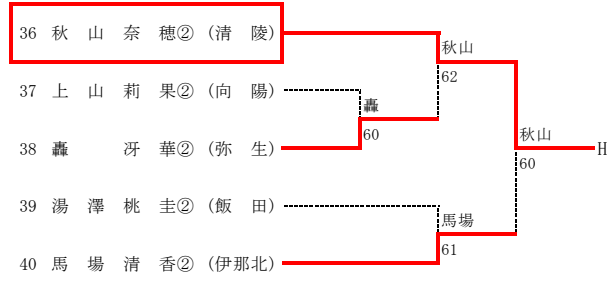 36 秋 山 奈 穂② (清 陵)
秋山
62
37 上 山 莉 果② (向 陽)
轟
60
38 轟 冴 華② (弥 生)
秋山
60
H
39 湯 澤 桃 圭② (飯 田)
馬場
61
40 馬 場 清 香② (伊那北)